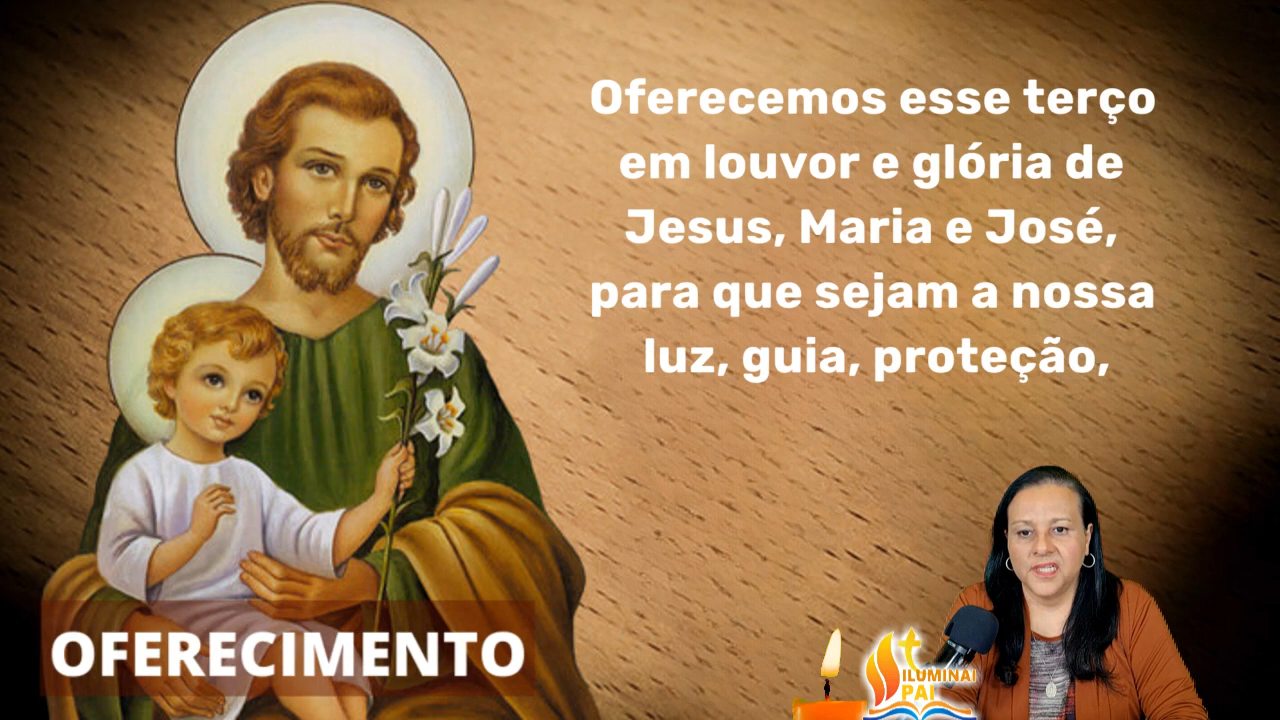 Oferecemos esse terço
em louvor e glória de
Jesus, Maria e José,
para que sejam a nossa
luz, guia, proteção,
OFERECIMENTO
ILUMINAI
PAI